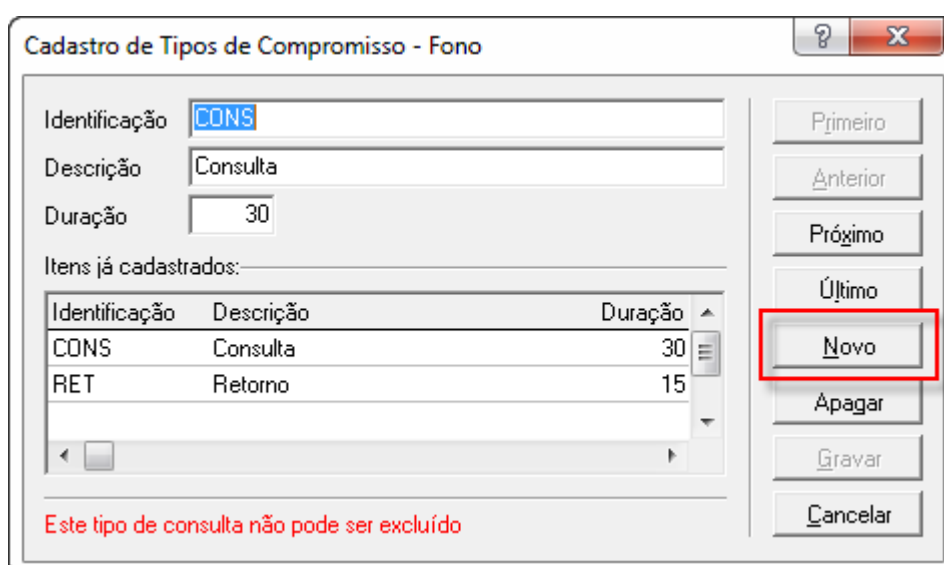 Cadastro de Tipos de Compromisso - Fono
?
Identificação CONS
Descrição Consulta
Duração 30
Itens já cadastrados:
Identificação Descrição Duração
CONS Consulta 30
RET Retorno 15
Este tipo de consulta não pode ser excluído
Primeiro
Anterior
Próximo
Último
Novo
Apagar
Gravar
Cancelar